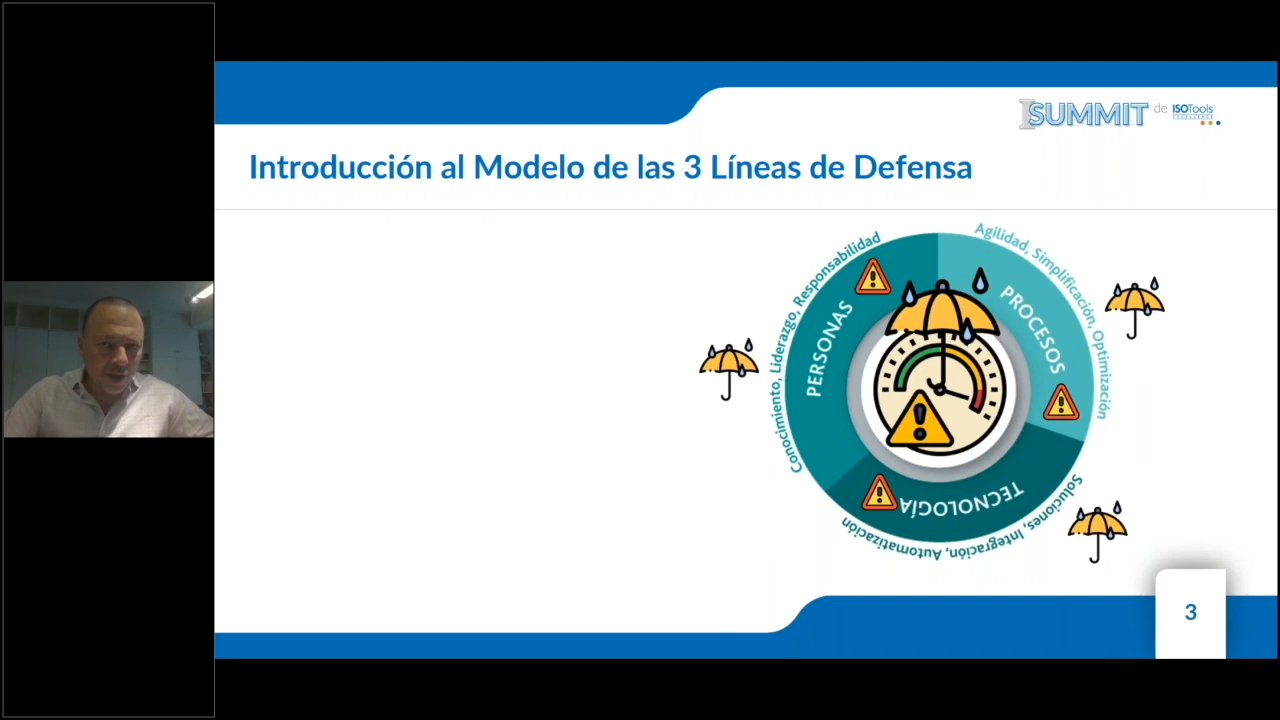 ISUMMIT de ISOTools
Introducción al Modelo de las 3 Líneas de Defensa
Conocimiento, Liderazgo, Responsabilidad
PERSONAS
Agilidad, Simplificación, Optimización
PROCESOS
TECNOLOGÍA
Soluciones, Integración, Automatización
3